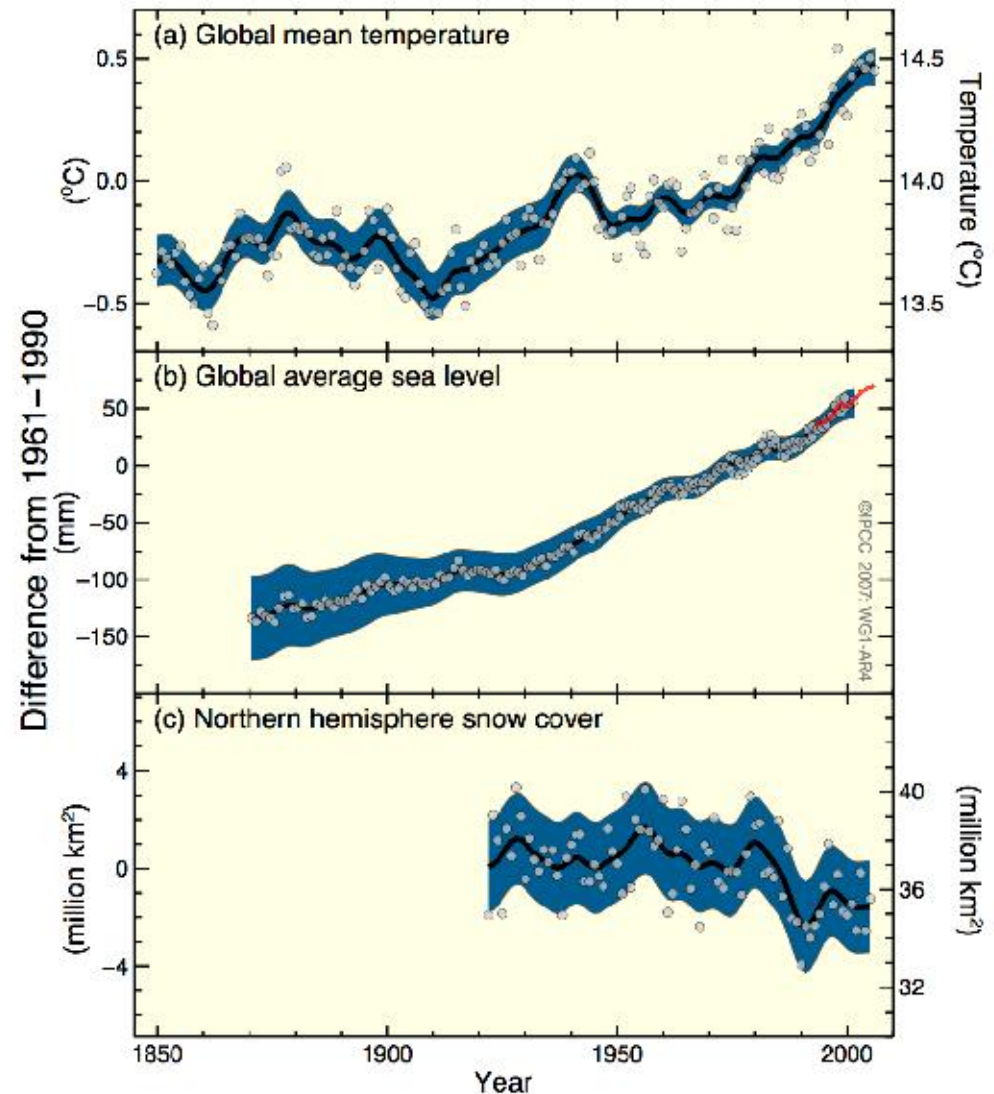 (a) Global mean temperature
0.5
0.0
−0.5
(°C)
14.5
14.0
13.5
Temperature (°C)
Difference from 1961–1990
(b) Global average sea level
50
0
−50
−100
−150
(mm)
©IPCC 2007: WG1-AR4
(c) Northern hemisphere snow cover
4
0
−4
(million km²)
40
36
32
(million km²)
1850
1900
1950
2000
Year